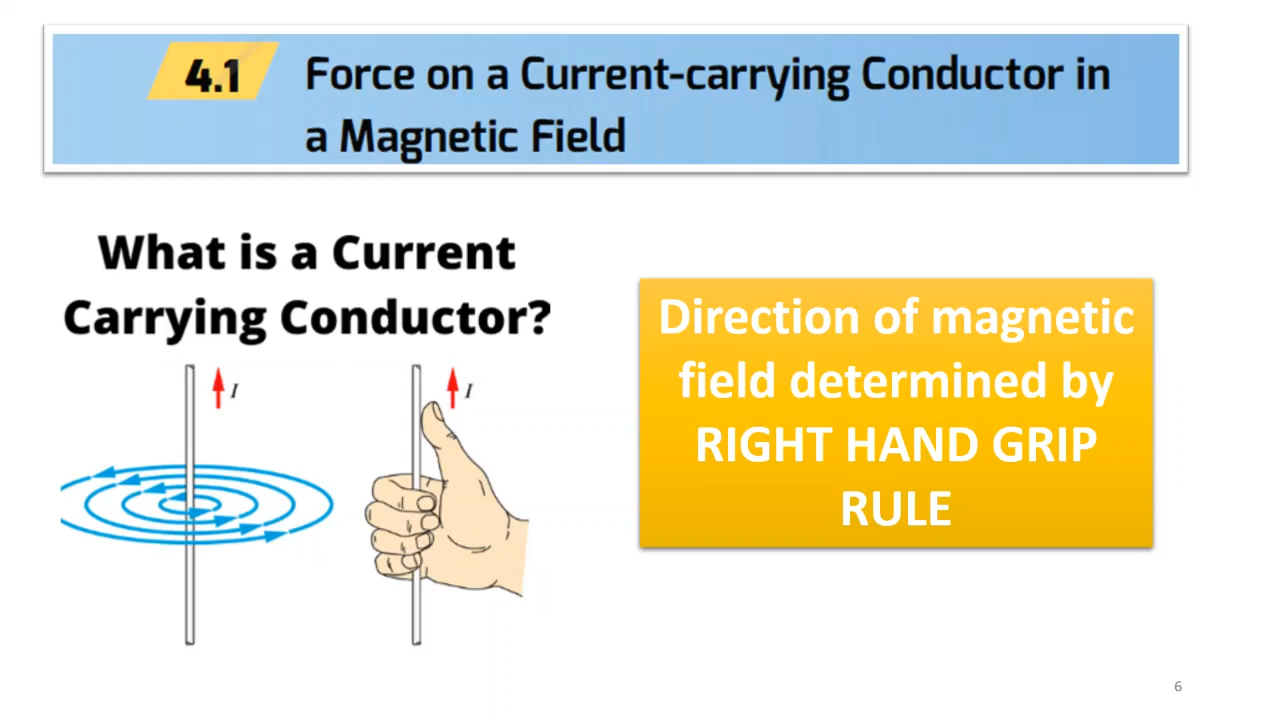 4.1 Force on a Current-carrying Conductor in
a Magnetic Field
What is a Current
Carrying Conductor?
I
I
Direction of magnetic
field determined by
RIGHT HAND GRIP
RULE
6